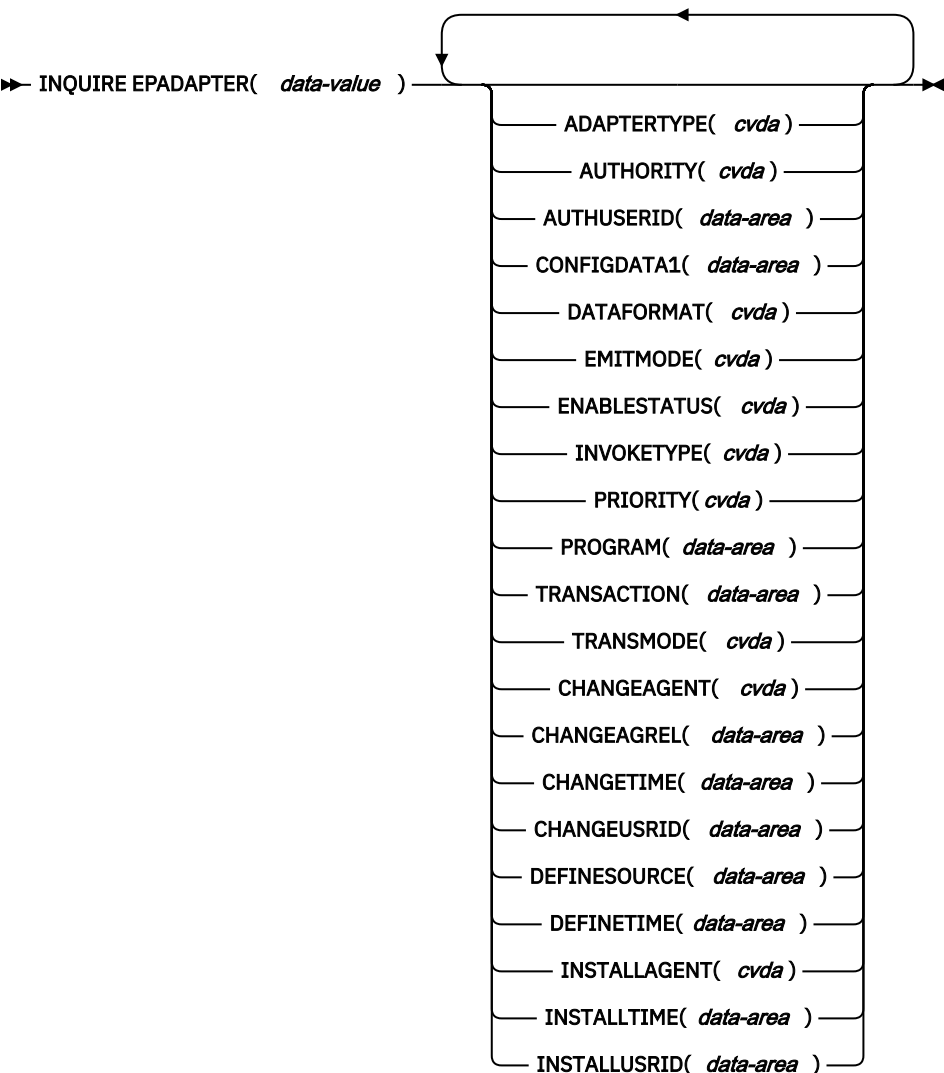 INQUIRE EPADAPTER( data-value )
ADAPTERTYPE( cvda )
AUTHORITY( cvda )
AUTHUSERID( data-area )
CONFIGDATA1( data-area )
DATAFORMAT( cvda )
EMITMODE( cvda )
ENABLESTATUS( cvda )
INVOKETYPE( cvda )
PRIORITY( cvda )
PROGRAM( data-area )
TRANSACTION( data-area )
TRANSMODE( cvda )
CHANGEAGENT( cvda )
CHANGEAGREL( data-area )
CHANGETIME( data-area )
CHANGEUSRID( data-area )
DEFINESOURCE( data-area )
DEFINETIME( data-area )
INSTALLAGENT( cvda )
INSTALLTIME( data-area )
INSTALLUSRID( data-area )